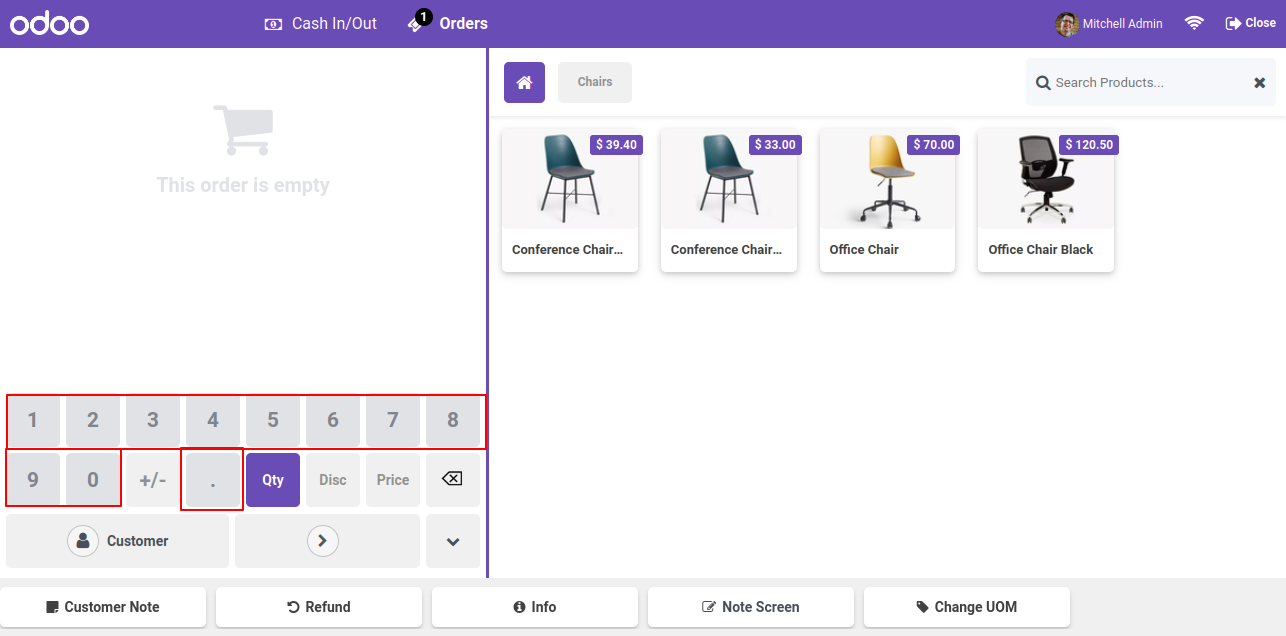 odoo
Cash In/Out
1
Orders
Mitchell Admin
Close
This order is empty
Chairs
Search Products...
$ 39.40
Conference Chair...
$ 33.00
Conference Chair...
$ 70.00
Office Chair
$ 120.50
Office Chair Black
1 2 3 4 5 6 7 8
9 0 +/- . Qty Disc Price
Customer
Customer Note
Refund
Info
Note Screen
Change UOM